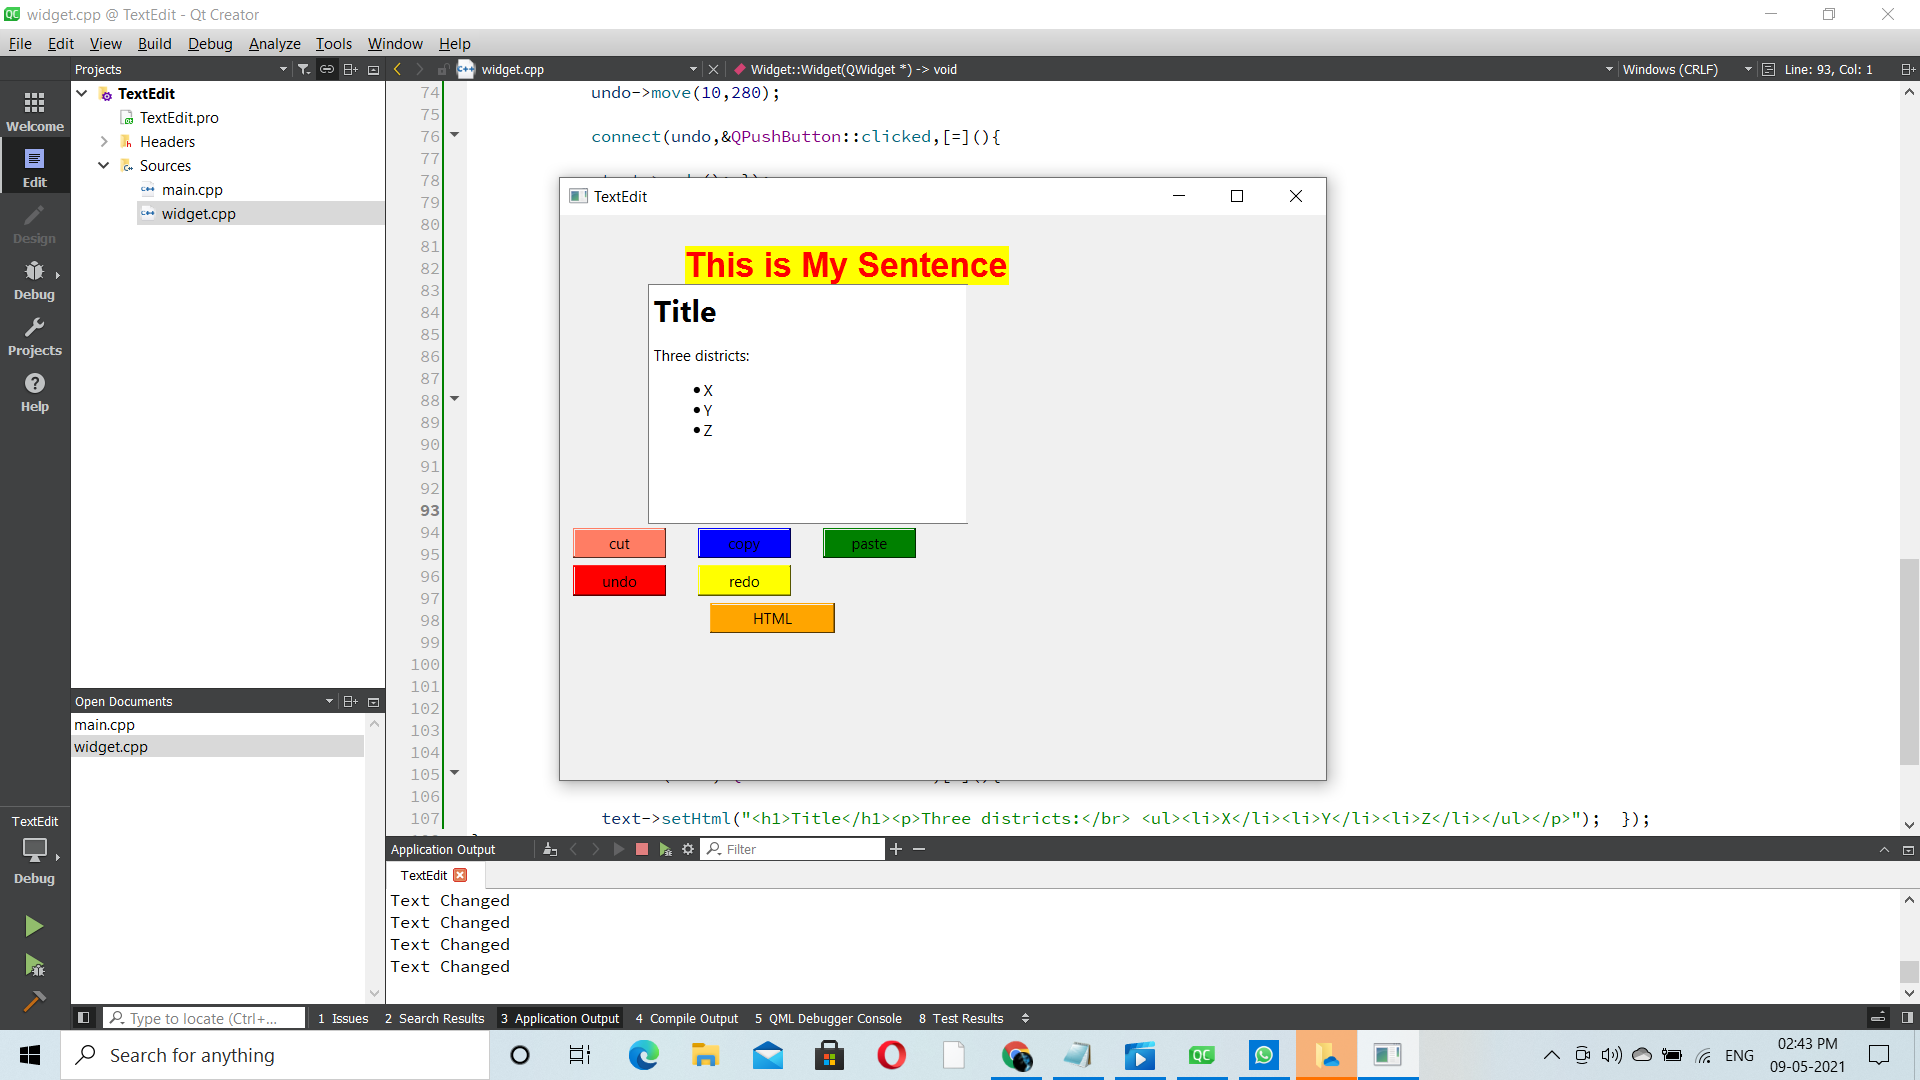 widget.cpp @ TextEdit - Qt Creator
File Edit View Build Debug Analyze Tools Window Help
Projects
widget.cpp
Widget::Widget(QWidget *) -> void
Windows (CRLF)
Line: 93, Col: 1
Welcome
Edit
Design
Debug
Projects
Help
TextEdit
TextEdit.pro
Headers
Sources
main.cpp
widget.cpp
Open Documents
main.cpp
widget.cpp
TextEdit
Debug
74 undo->move(10,280);
75
76 connect(undo,&QPushButton::clicked,[=](){
77
78
79
80
81
82
83
84
85
86
87
88
89
90
91
92
93
94
95
96
97
98
99
100
101
102
103
104
105
106
107 text->setHtml("<h1>Title</h1><p>Three districts:</br> <ul><li>X</li><li>Y</li><li>Z</li></ul></p>"); });
TextEdit
This is My Sentence
Title
Three districts:
•X
•Y
•Z
cut copy paste
undo redo
HTML
Application Output
Filter
TextEdit
Text Changed
Text Changed
Text Changed
Text Changed
Type to locate (Ctrl+...
1 Issues 2 Search Results 3 Application Output 4 Compile Output 5 QML Debugger Console 8 Test Results
Search for anything
ENG
02:43 PM
09-05-2021